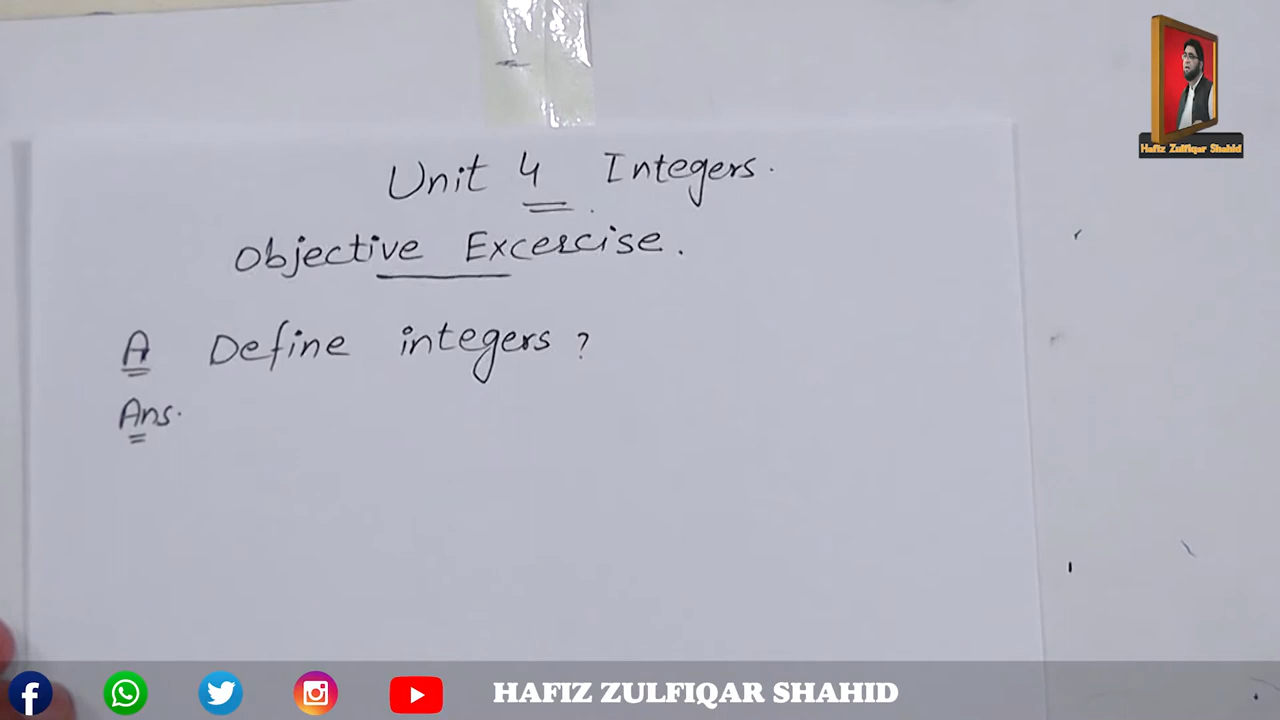 Hafiz Zulfiqar Shahid
Unit 4 Integers.
Objective Excercise.
A Define integers?
Ans.
HAFIZ ZULFIQAR SHAHID